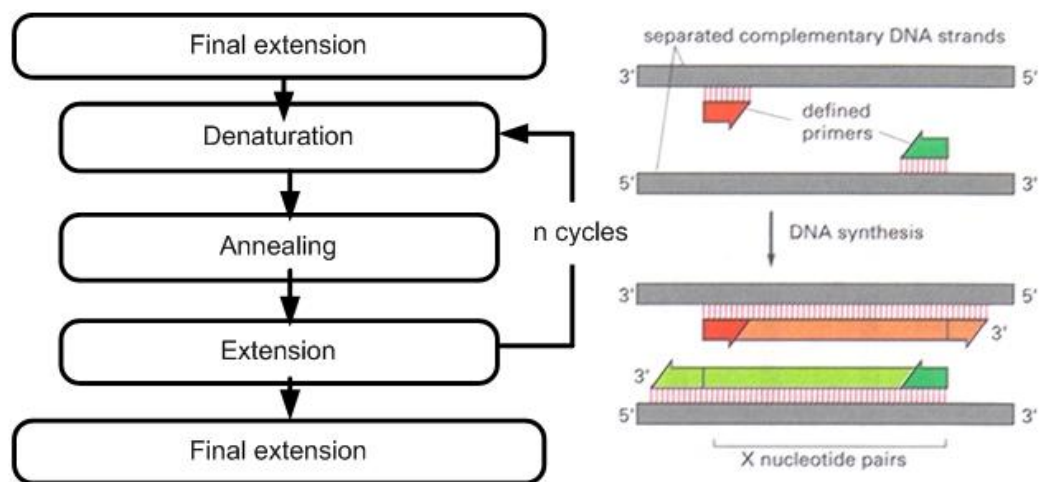 Final extension
Denaturation
Annealing
Extension
Final extension
n cycles
separated complementary DNA strands
3' 5'
defined
primers
5' 3'
DNA synthesis
3' 5'
3'
3'
5' 3'
X nucleotide pairs